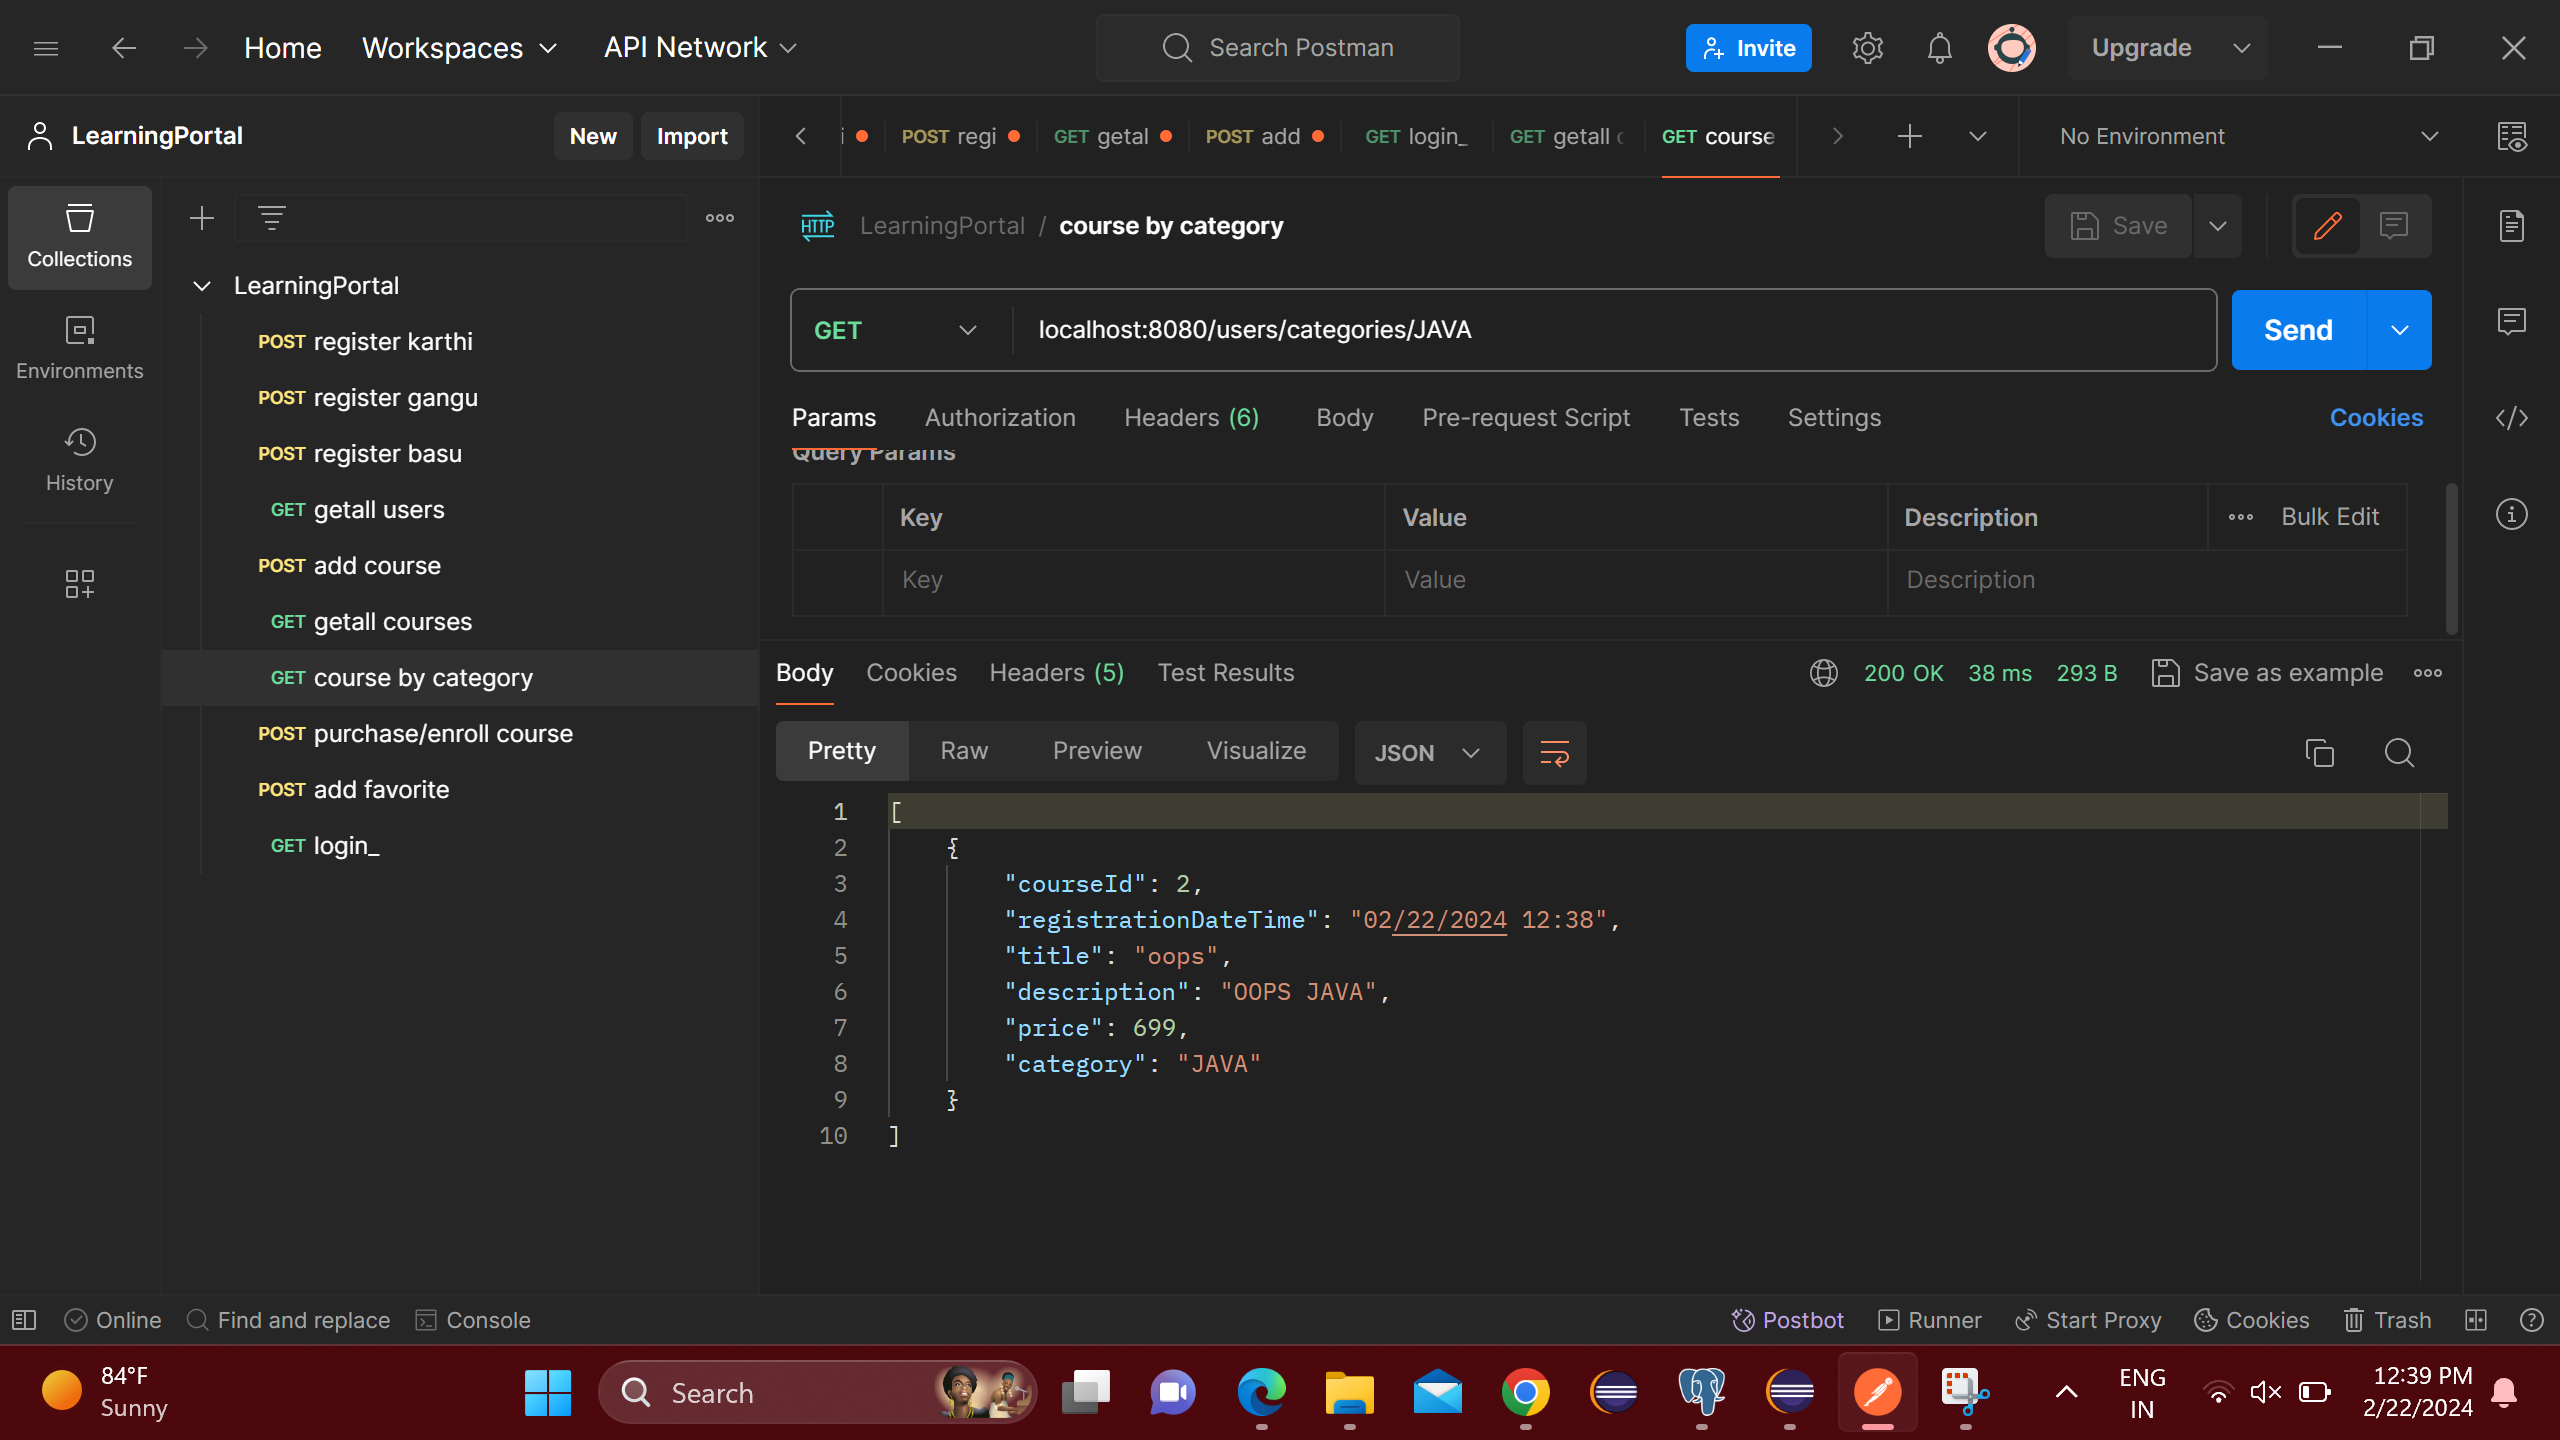 Home Workspaces API Network Search Postman Invite Upgrade
LearningPortal New Import
POST regi GET getal POST add GET login_ GET getall GET course No Environment
Collections
Environments
History
LearningPortal
POST register karthi
POST register gangu
POST register basu
GET getall users
POST add course
GET getall courses
GET course by category
POST purchase/enroll course
POST add favorite
GET login_
HTTP LearningPortal / course by category Save
GET localhost:8080/users/categories/JAVA Send
Params Authorization Headers (6) Body Pre-request Script Tests Settings Cookies
Query Params
Key Value Description Bulk Edit
Key Value Description
Body Cookies Headers (5) Test Results 200 OK 38 ms 293 B Save as example
Pretty Raw Preview Visualize JSON
1 [
2 {
3 "courseId": 2,
4 "registrationDateTime": "02/22/2024 12:38",
5 "title": "oops",
6 "description": "OOPS JAVA",
7 "price": 699,
8 "category": "JAVA"
9 }
10 ]
Online Find and replace Console Postbot Runner Start Proxy Cookies Trash
84°F
Sunny
Search
ENG
IN
12:39 PM
2/22/2024